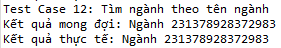 Test Case 12: Tìm ngành theo tên ngành
Kết quả mong đợi: Ngành 231378928372983
Kết quả thực tế: Ngành 231378928372983